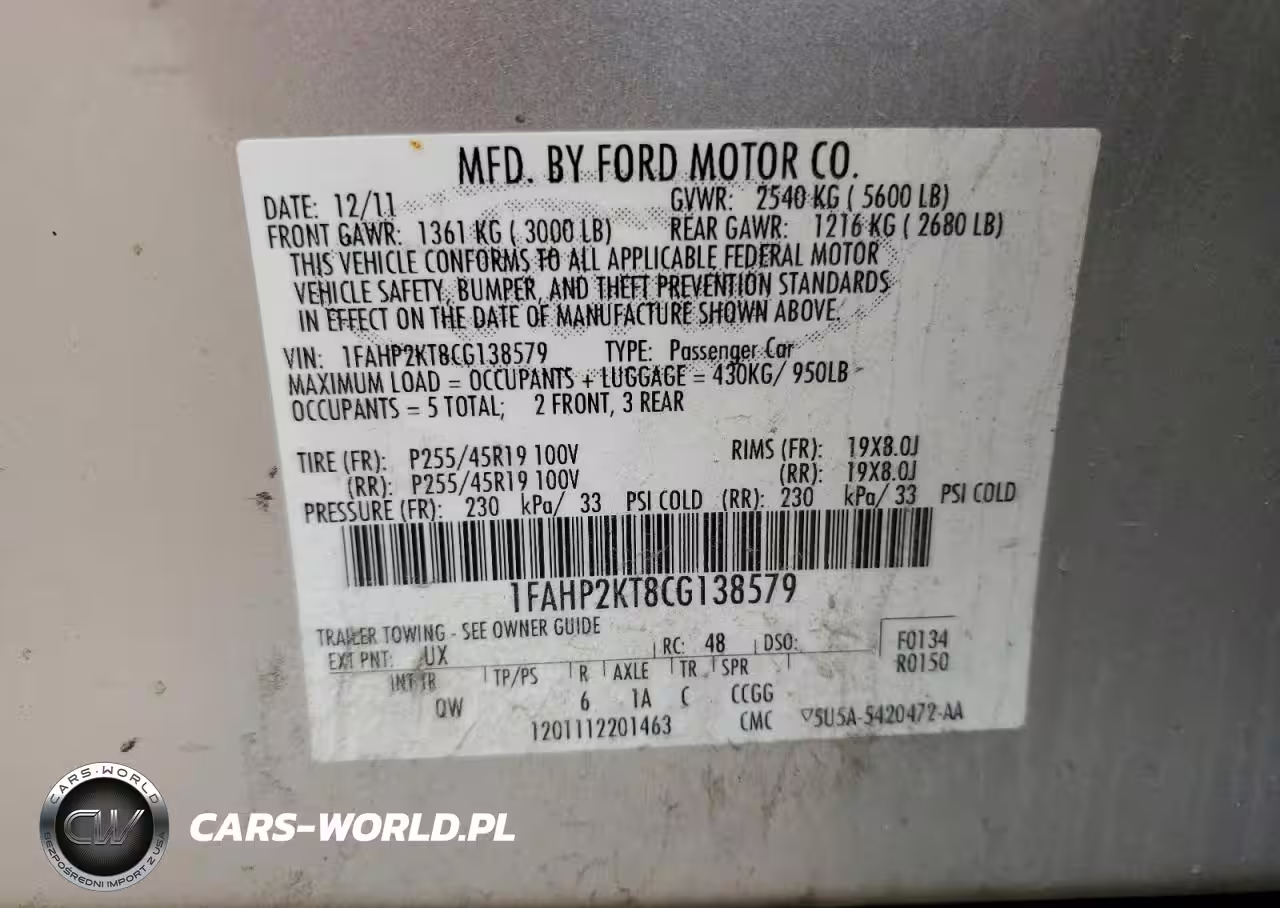 MFD. BY FORD MOTOR CO.
DATE: 12/11 GVWR: 2540 KG ( 5600 LB)
FRONT GAWR: 1361 KG ( 3000 LB) REAR GAWR: 1216 KG ( 2680 LB)
THIS VEHICLE CONFORMS TO ALL APPLICABLE FEDERAL MOTOR
VEHICLE SAFETY, BUMPER, AND THEFT PREVENTION STANDARDS
IN EFFECT ON THE DATE OF MANUFACTURE SHOWN ABOVE.
VIN: 1FAHP2KT8CG138579 TYPE: Passenger Car
MAXIMUM LOAD = OCCUPANTS + LUGGAGE = 430KG/ 950LB
OCCUPANTS = 5 TOTAL; 2 FRONT, 3 REAR
TIRE (FR): P255/45R19 100V RIMS (FR): 19X8.0J
(RR): P255/45R19 100V (RR): 19X8.0J
PRESSURE (FR): 230 kPa/ 33 PSI COLD (RR): 230 kPa/ 33 PSI COLD
1FAHP2KT8CG138579
TRAILER TOWING - SEE OWNER GUIDE
EXT PNT: UX RC: 48 DSO: F0134
R0150
INT TR TP/PS R AXLE TR SPR
QW 6 1A C CCGG
1201112201463 CMC 5U5A-5420472-AA
CARS-WORLD
CW
BEZPOŚREDNI IMPORT Z USA
CARS-WORLD.PL